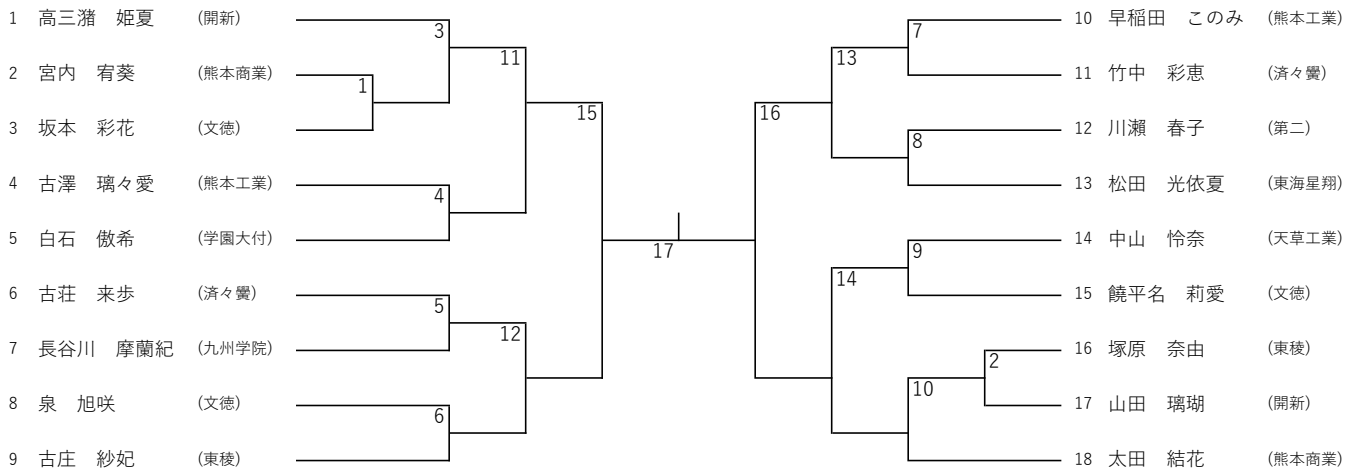 1 高三潴 姫夏 (開新)
2 宮内 宥葵 (熊本商業)
3 坂本 彩花 (文徳)
4 古澤 璃々愛 (熊本工業)
5 白石 傲希 (学園大付)
6 古荘 来歩 (済々黌)
7 長谷川 摩蘭紀 (九州学院)
8 泉 旭咲 (文徳)
9 古庄 紗妃 (東稜)
3
1
11
4
15
5
12
6
17
7
13
16
8
9
14
2
10
10 早稲田 このみ (熊本工業)
11 竹中 彩恵 (済々黌)
12 川瀨 春子 (第二)
13 松田 光依夏 (東海星翔)
14 中山 怜奈 (天草工業)
15 饒平名 莉愛 (文徳)
16 塚原 奈由 (東稜)
17 山田 璃瑚 (開新)
18 太田 結花 (熊本商業)